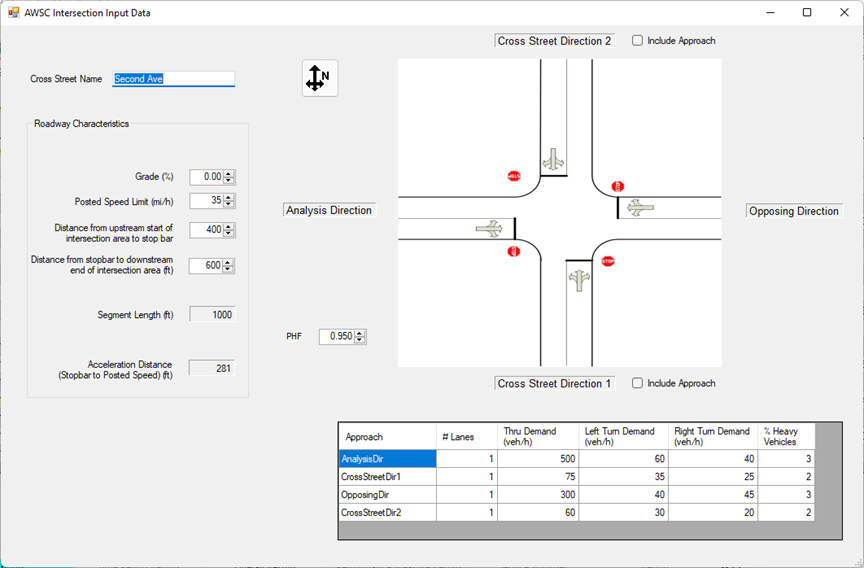 AWSC Intersection Input Data
Cross Street Direction 2
Include Approach
Cross Street Name
Second Ave
N
Roadway Characteristics
Grade (%)
0.00
Posted Speed Limit (mi/h)
35
Distance from upstream start of
intersection area to stop bar
400
Distance from stopbar to downstream
end of intersection area (ft)
600
Segment Length (ft)
1000
Acceleration Distance
(Stopbar to Posted Speed) (ft)
281
Analysis Direction
Opposing Direction
STOP
STOP
STOP
STOP
PHF
0.950
Cross Street Direction 1
Include Approach
Approach # Lanes Thru Demand (veh/h) Left Turn Demand (veh/h) Right Turn Demand (veh/h) % Heavy Vehicles
AnalysisDir 1 500 60 40 3
CrossStreetDir1 1 75 35 25 2
OpposingDir 1 300 40 45 3
CrossStreetDir2 1 60 30 20 2